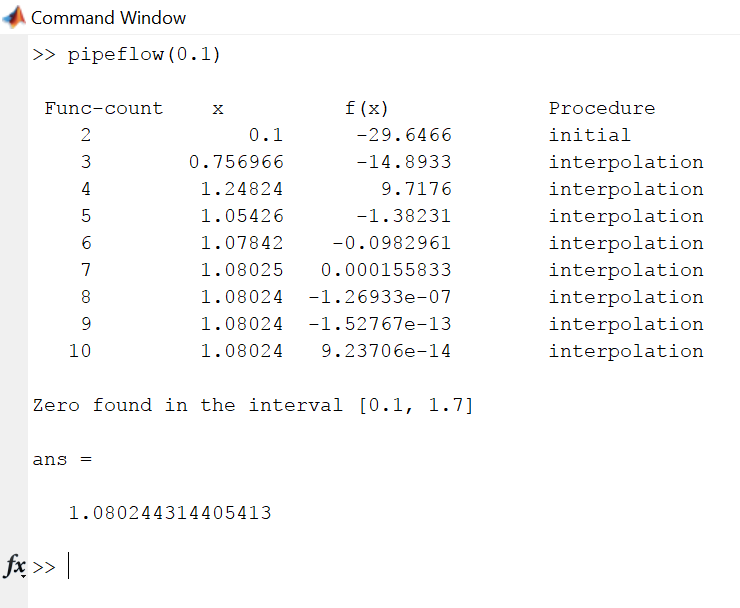 Command Window
>> pipeflow(0.1)
Func-count x f(x) Procedure
2 0.1 -29.6466 initial
3 0.756966 -14.8933 interpolation
4 1.24824 9.7176 interpolation
5 1.05426 -1.38231 interpolation
6 1.07842 -0.0982961 interpolation
7 1.08025 0.000155833 interpolation
8 1.08024 -1.26933e-07 interpolation
9 1.08024 -1.52767e-13 interpolation
10 1.08024 9.23706e-14 interpolation
Zero found in the interval [0.1, 1.7]
ans =
1.080244314405413
fx >>